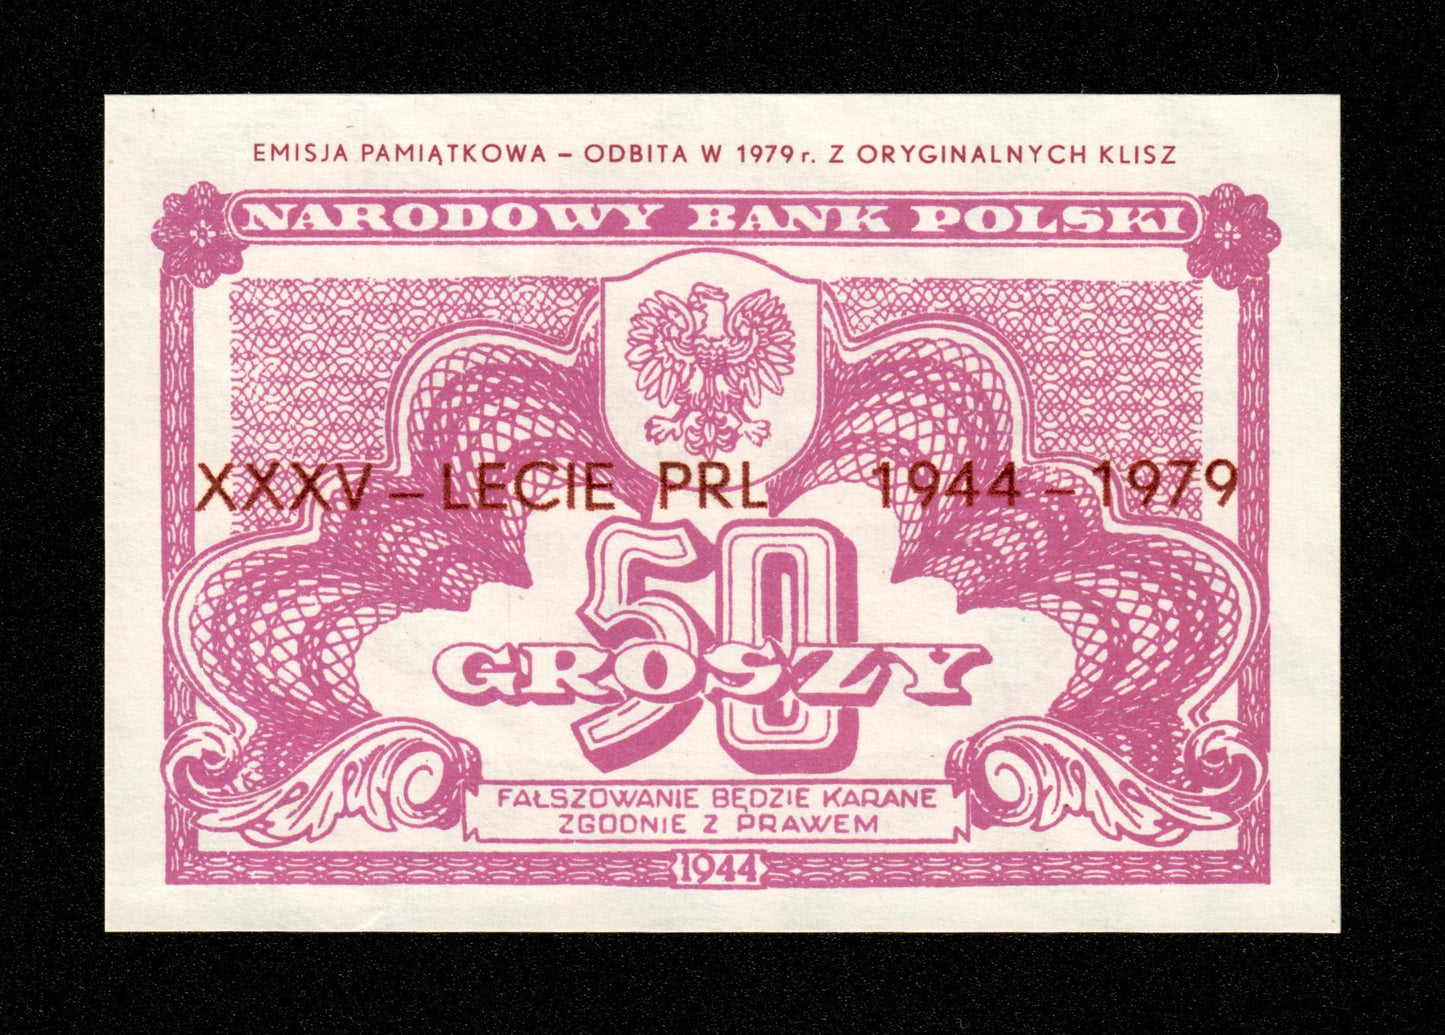 EMISJA PAMIĄTKOWA – ODBITA W 1979 r. Z ORYGINALNYCH KLISZ
NARODOWY BANK POLSKI
XXXV – LECIE PRL 1944 – 1979
50
GROSZY
FAŁSZOWANIE BĘDZIE KARANE
ZGODNIE Z PRAWEM
1944